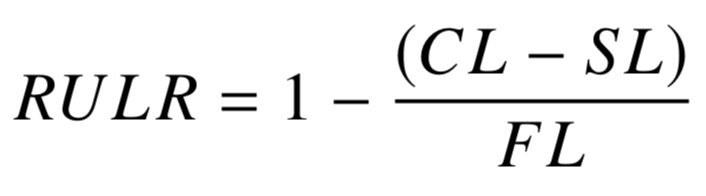 RULR = 1 − (CL − SL) / FL